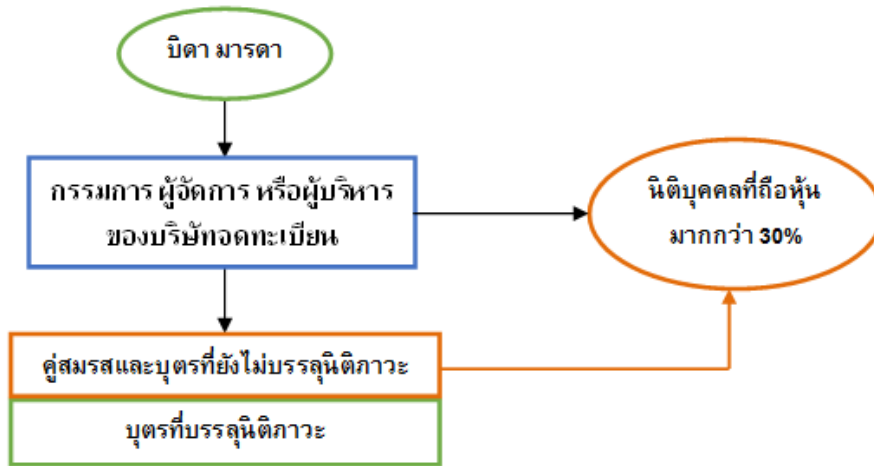 บิดา มารดา
กรรมการ ผู้จัดการ หรือผู้บริหาร
ของบริษัทอดทะเบียน
นิติบุคคลที่ถือหุ้น
มากกว่า 30%
คู่สมรสและบุตรที่ยังไม่บรรลุนิติภาวะ
บุตรที่บรรลุนิติภาวะ